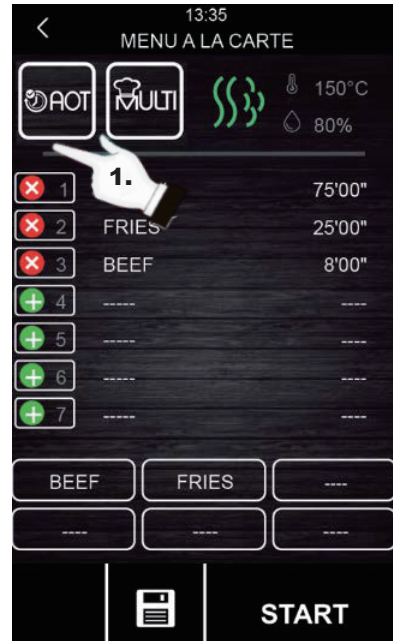 13:35
MENU A LA CARTE
AOT MULTI 150°C
80%
1.
1 75'00"
2 FRIES 25'00"
3 BEEF 8'00"
4 ----- ----
5 ----- ----
6 ----- ----
7 ----- ----
BEEF FRIES ----
---- ---- ----
START